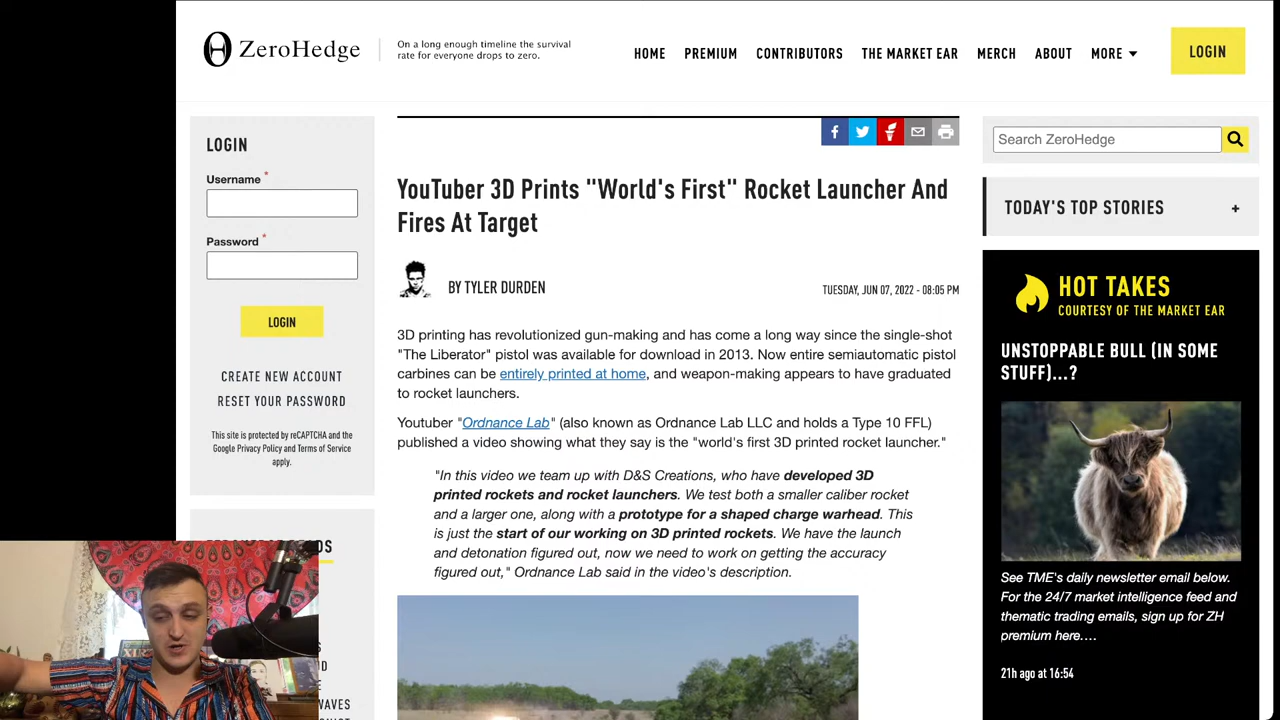 ZeroHedge
On a long enough timeline the survival
rate for everyone drops to zero.
HOME PREMIUM CONTRIBUTORS THE MARKET EAR MERCH ABOUT MORE
LOGIN
LOGIN
Username *
Password *
LOGIN
CREATE NEW ACCOUNT
RESET YOUR PASSWORD
This site is protected by reCAPTCHA and the
Google Privacy Policy and Terms of Service
apply.
YouTuber 3D Prints "World's First" Rocket Launcher And
Fires At Target
BY TYLER DURDEN
TUESDAY, JUN 07, 2022 - 08:05 PM
3D printing has revolutionized gun-making and has come a long way since the single-shot
"The Liberator" pistol was available for download in 2013. Now entire semiautomatic pistol
carbines can be entirely printed at home, and weapon-making appears to have graduated
to rocket launchers.
Youtuber "Ordnance Lab" (also known as Ordnance Lab LLC and holds a Type 10 FFL)
published a video showing what they say is the "world's first 3D printed rocket launcher."
"In this video we team up with D&S Creations, who have developed 3D
printed rockets and rocket launchers. We test both a smaller caliber rocket
and a larger one, along with a prototype for a shaped charge warhead. This
is just the start of our working on 3D printed rockets. We have the launch
and detonation figured out, now we need to work on getting the accuracy
figured out," Ordnance Lab said in the video's description.
Search ZeroHedge
TODAY'S TOP STORIES +
HOT TAKES
COURTESY OF THE MARKET EAR
UNSTOPPABLE BULL (IN SOME
STUFF)...?
See TME's daily newsletter email below.
For the 24/7 market intelligence feed and
thematic trading emails, sign up for ZH
premium here....
21h ago at 16:54